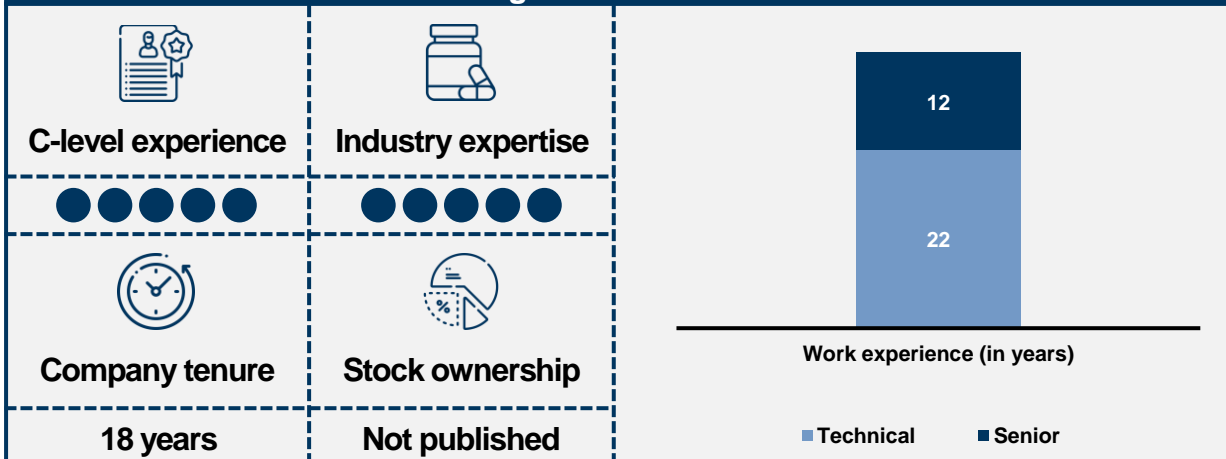 C-level experience
Industry expertise
Company tenure
Stock ownership
%
18 years
Not published
12
22
Work experience (in years)
Technical
Senior